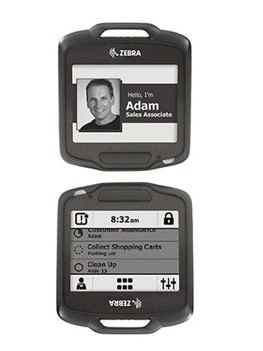 ZEBRA
Hello, I'm
Adam
Sales Associate
8:32am
Customer Assistance
Adam
Collect Shopping Carts
Parking Lot
Clean Up
Aisle 13
ZEBRA